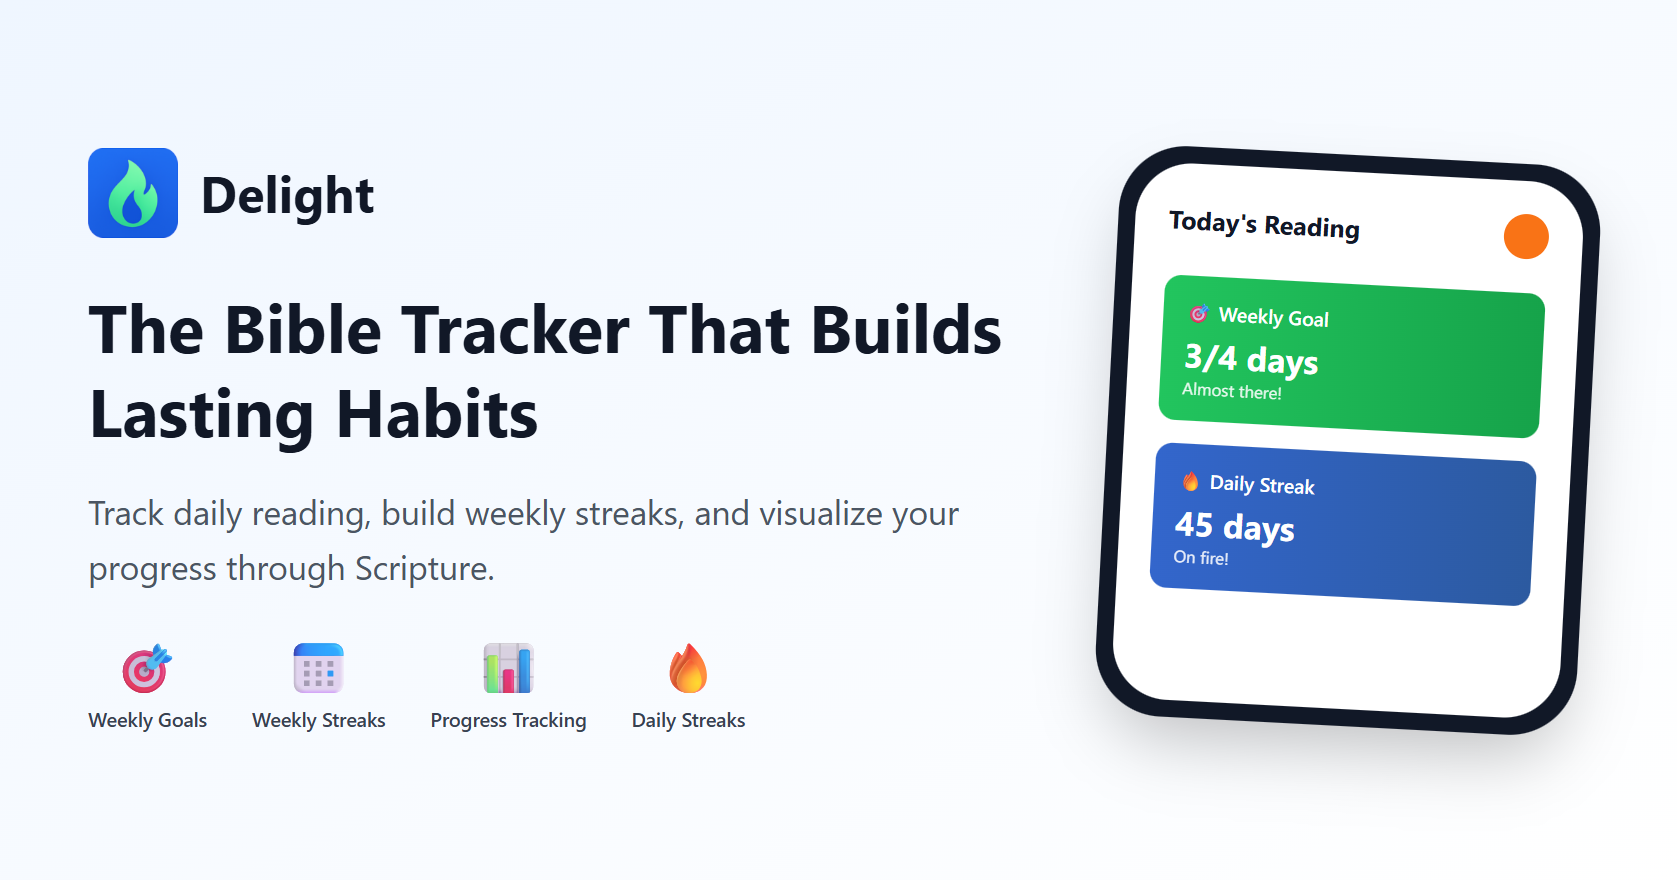 Delight
The Bible Tracker That Builds
Lasting Habits
Track daily reading, build weekly streaks, and visualize your
progress through Scripture.
Weekly Goals
Weekly Streaks
Progress Tracking
Daily Streaks
Today's Reading
Weekly Goal
3/4 days
Almost there!
Daily Streak
45 days
On fire!